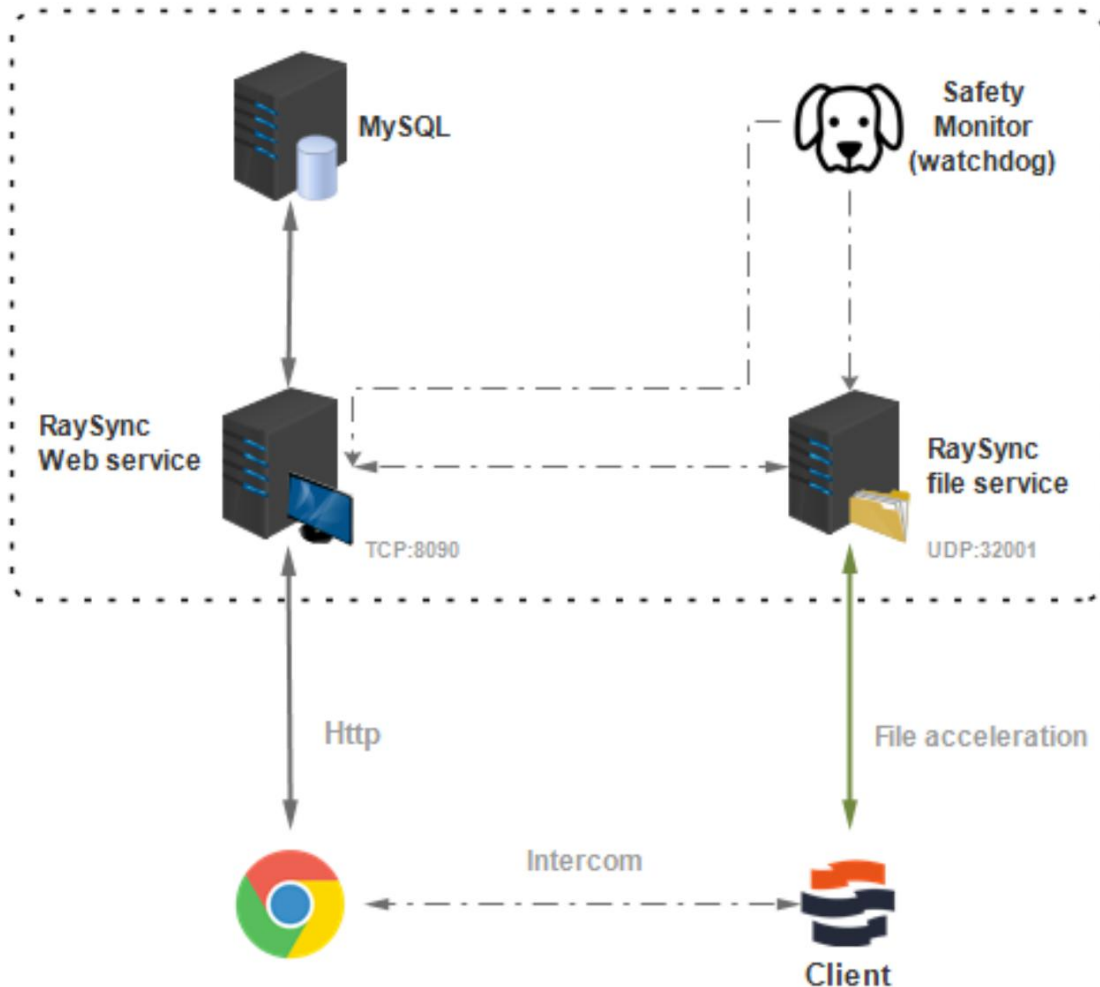 MySQL
Safety
Monitor
(watchdog)
RaySync
Web service
TCP:8090
RaySync
file service
UDP:32001
Http
File acceleration
Intercom
Client